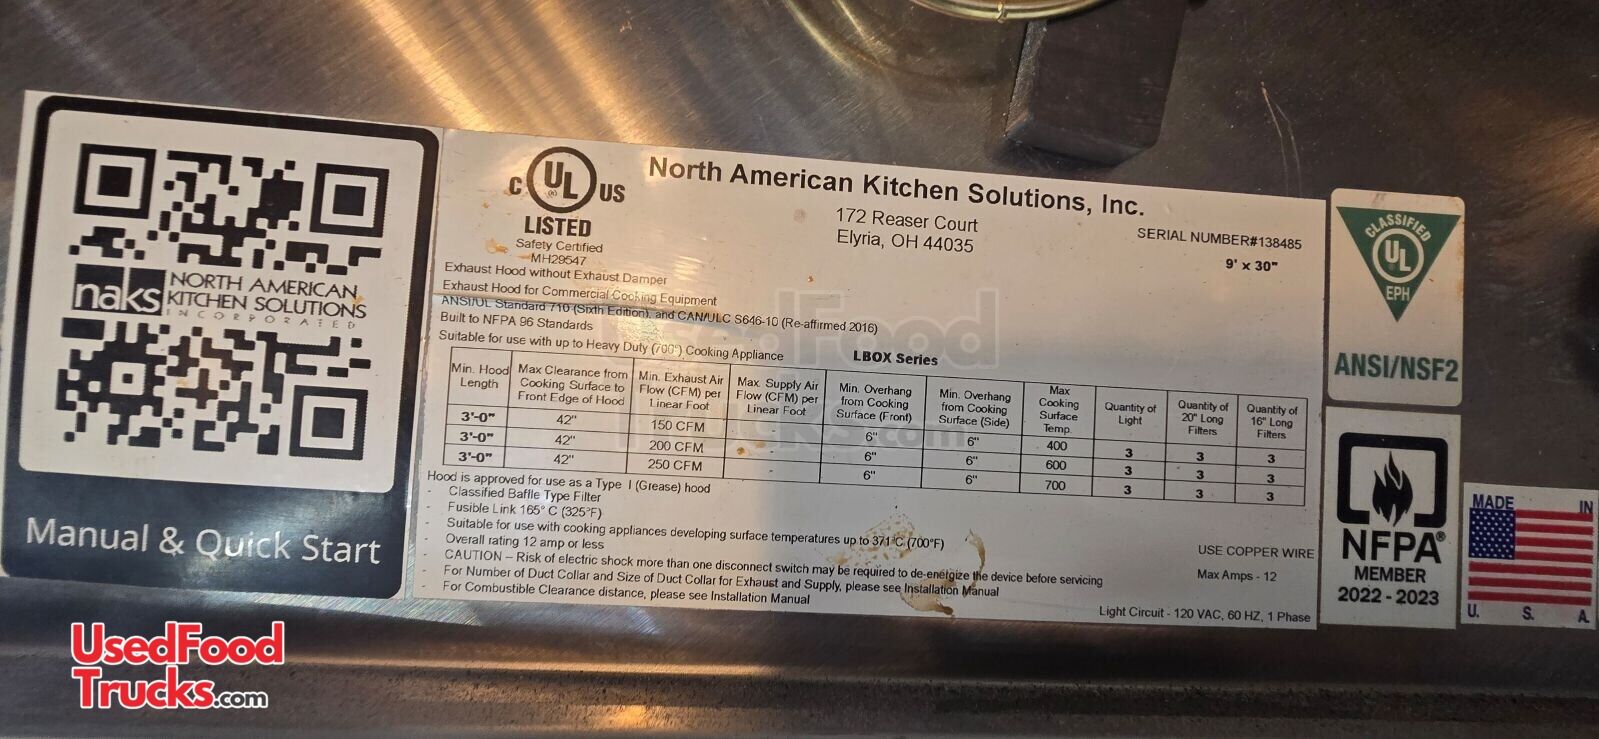 naks NORTH AMERICAN
KITCHEN SOLUTIONS
INCORPORATED
Manual & Quick Start
C UL US
®
LISTED
Safety Certified
MH29547
North American Kitchen Solutions, Inc.
172 Reaser Court
Elyria, OH 44035
SERIAL NUMBER#138485
9' x 30"
Exhaust Hood without Exhaust Damper
Exhaust Hood for Commercial Cooking Equipment
ANSI/UL Standard 710 (Sixth Edition), and CAN/ULC S646-10 (Re-affirmed 2016)
Built to NFPA 96 Standards
Suitable for use with up to Heavy Duty (700°) Cooking Appliance
LBOX Series
Min. Hood Length
Max Clearance from Cooking Surface to Front Edge of Hood
Min. Exhaust Air Flow (CFM) per Linear Foot
Max. Supply Air Flow (CFM) per Linear Foot
Min. Overhang from Cooking Surface (Front)
Min. Overhang from Cooking Surface (Side)
Max Cooking Surface Temp.
Quantity of Light
Quantity of 20" Long Filters
Quantity of 16" Long Filters
3'-0" 42" 150 CFM - 6" 6" 400 3 3 3
3'-0" 42" 200 CFM - 6" 6" 600 3 3 3
3'-0" 42" 250 CFM - 6" 6" 700 3 3 3
Hood is approved for use as a Type I (Grease) hood
- Classified Baffle Type Filter
- Fusible Link 165° C (325°F)
- Suitable for use with cooking appliances developing surface temperatures up to 371°C (700°F)
- Overall rating 12 amp or less
- CAUTION – Risk of electric shock more than one disconnect switch may be required to de-energize the device before servicing
- For Number of Duct Collar and Size of Duct Collar for Exhaust and Supply, please see Installation Manual
- For Combustible Clearance distance, please see Installation Manual
USE COPPER WIRE
Max Amps - 12
Light Circuit - 120 VAC, 60 HZ, 1 Phase
CLASSIFIED
UL
EPH
ANSI/NSF2
NFPA®
MEMBER
2022 - 2023
MADE IN
U. S. A.
UsedFood
Trucks.com
UsedFood
Trucks.com